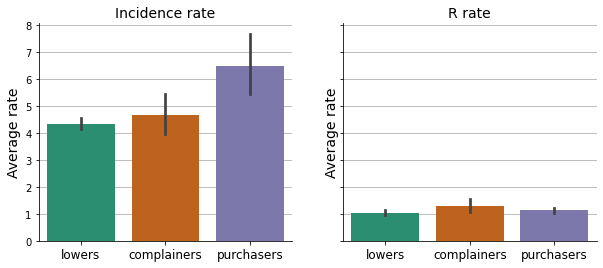 Incidence rate
Average rate
8
7
6
5
4
3
2
1
0
lowers
complainers
purchasers
R rate
Average rate
lowers
complainers
purchasers